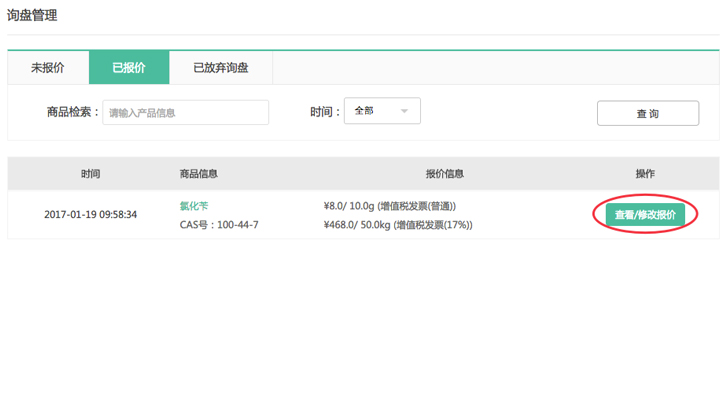 询盘管理
未报价 已报价 已放弃询盘
商品检索： 请输入产品信息 时间： 全部 查 询
时间 商品信息 报价信息 操作
2017-01-19 09:58:34 氯化苄 ¥8.0/ 10.0g (增值税发票(普通)) 查看/修改报价
CAS号：100-44-7 ¥468.0/ 50.0kg (增值税发票(17%))